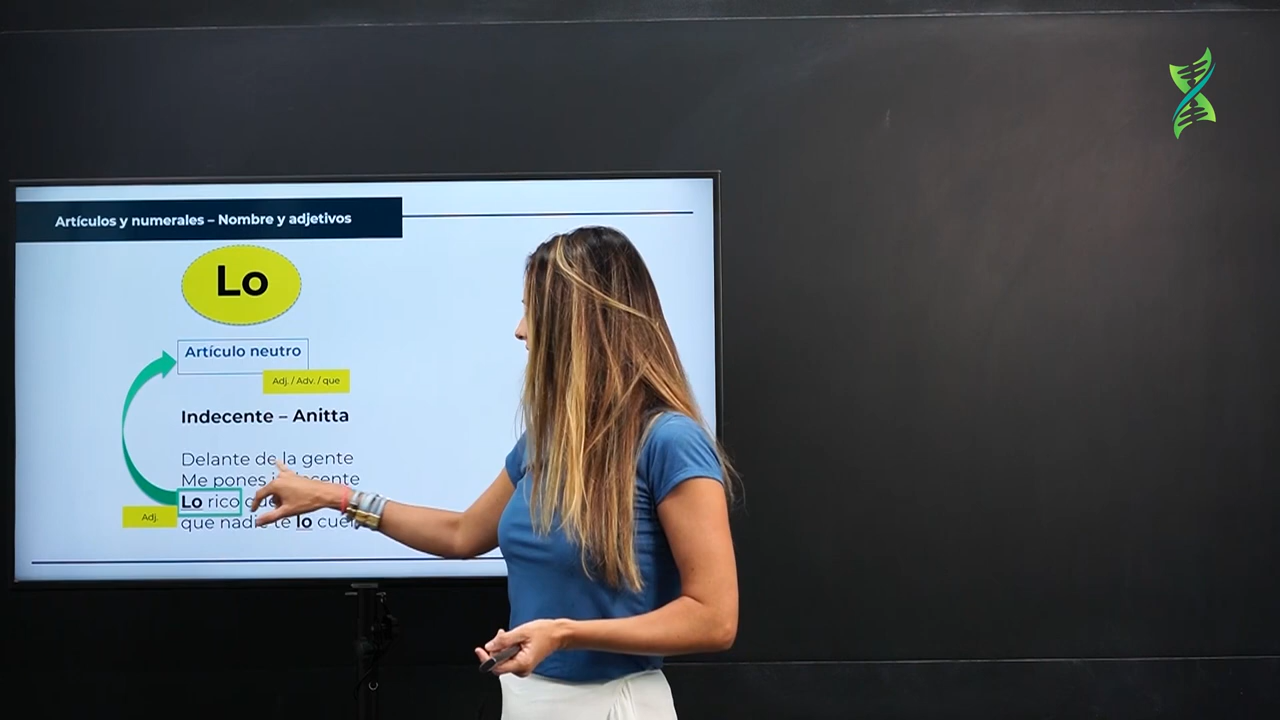 Artículos y numerales – Nombre y adjetivos
Lo
Artículo neutro
Adj. / Adv. / que
Indecente – Anitta
Delante de la gente
Me pones
Lo rico
Adj.
que nadie te lo